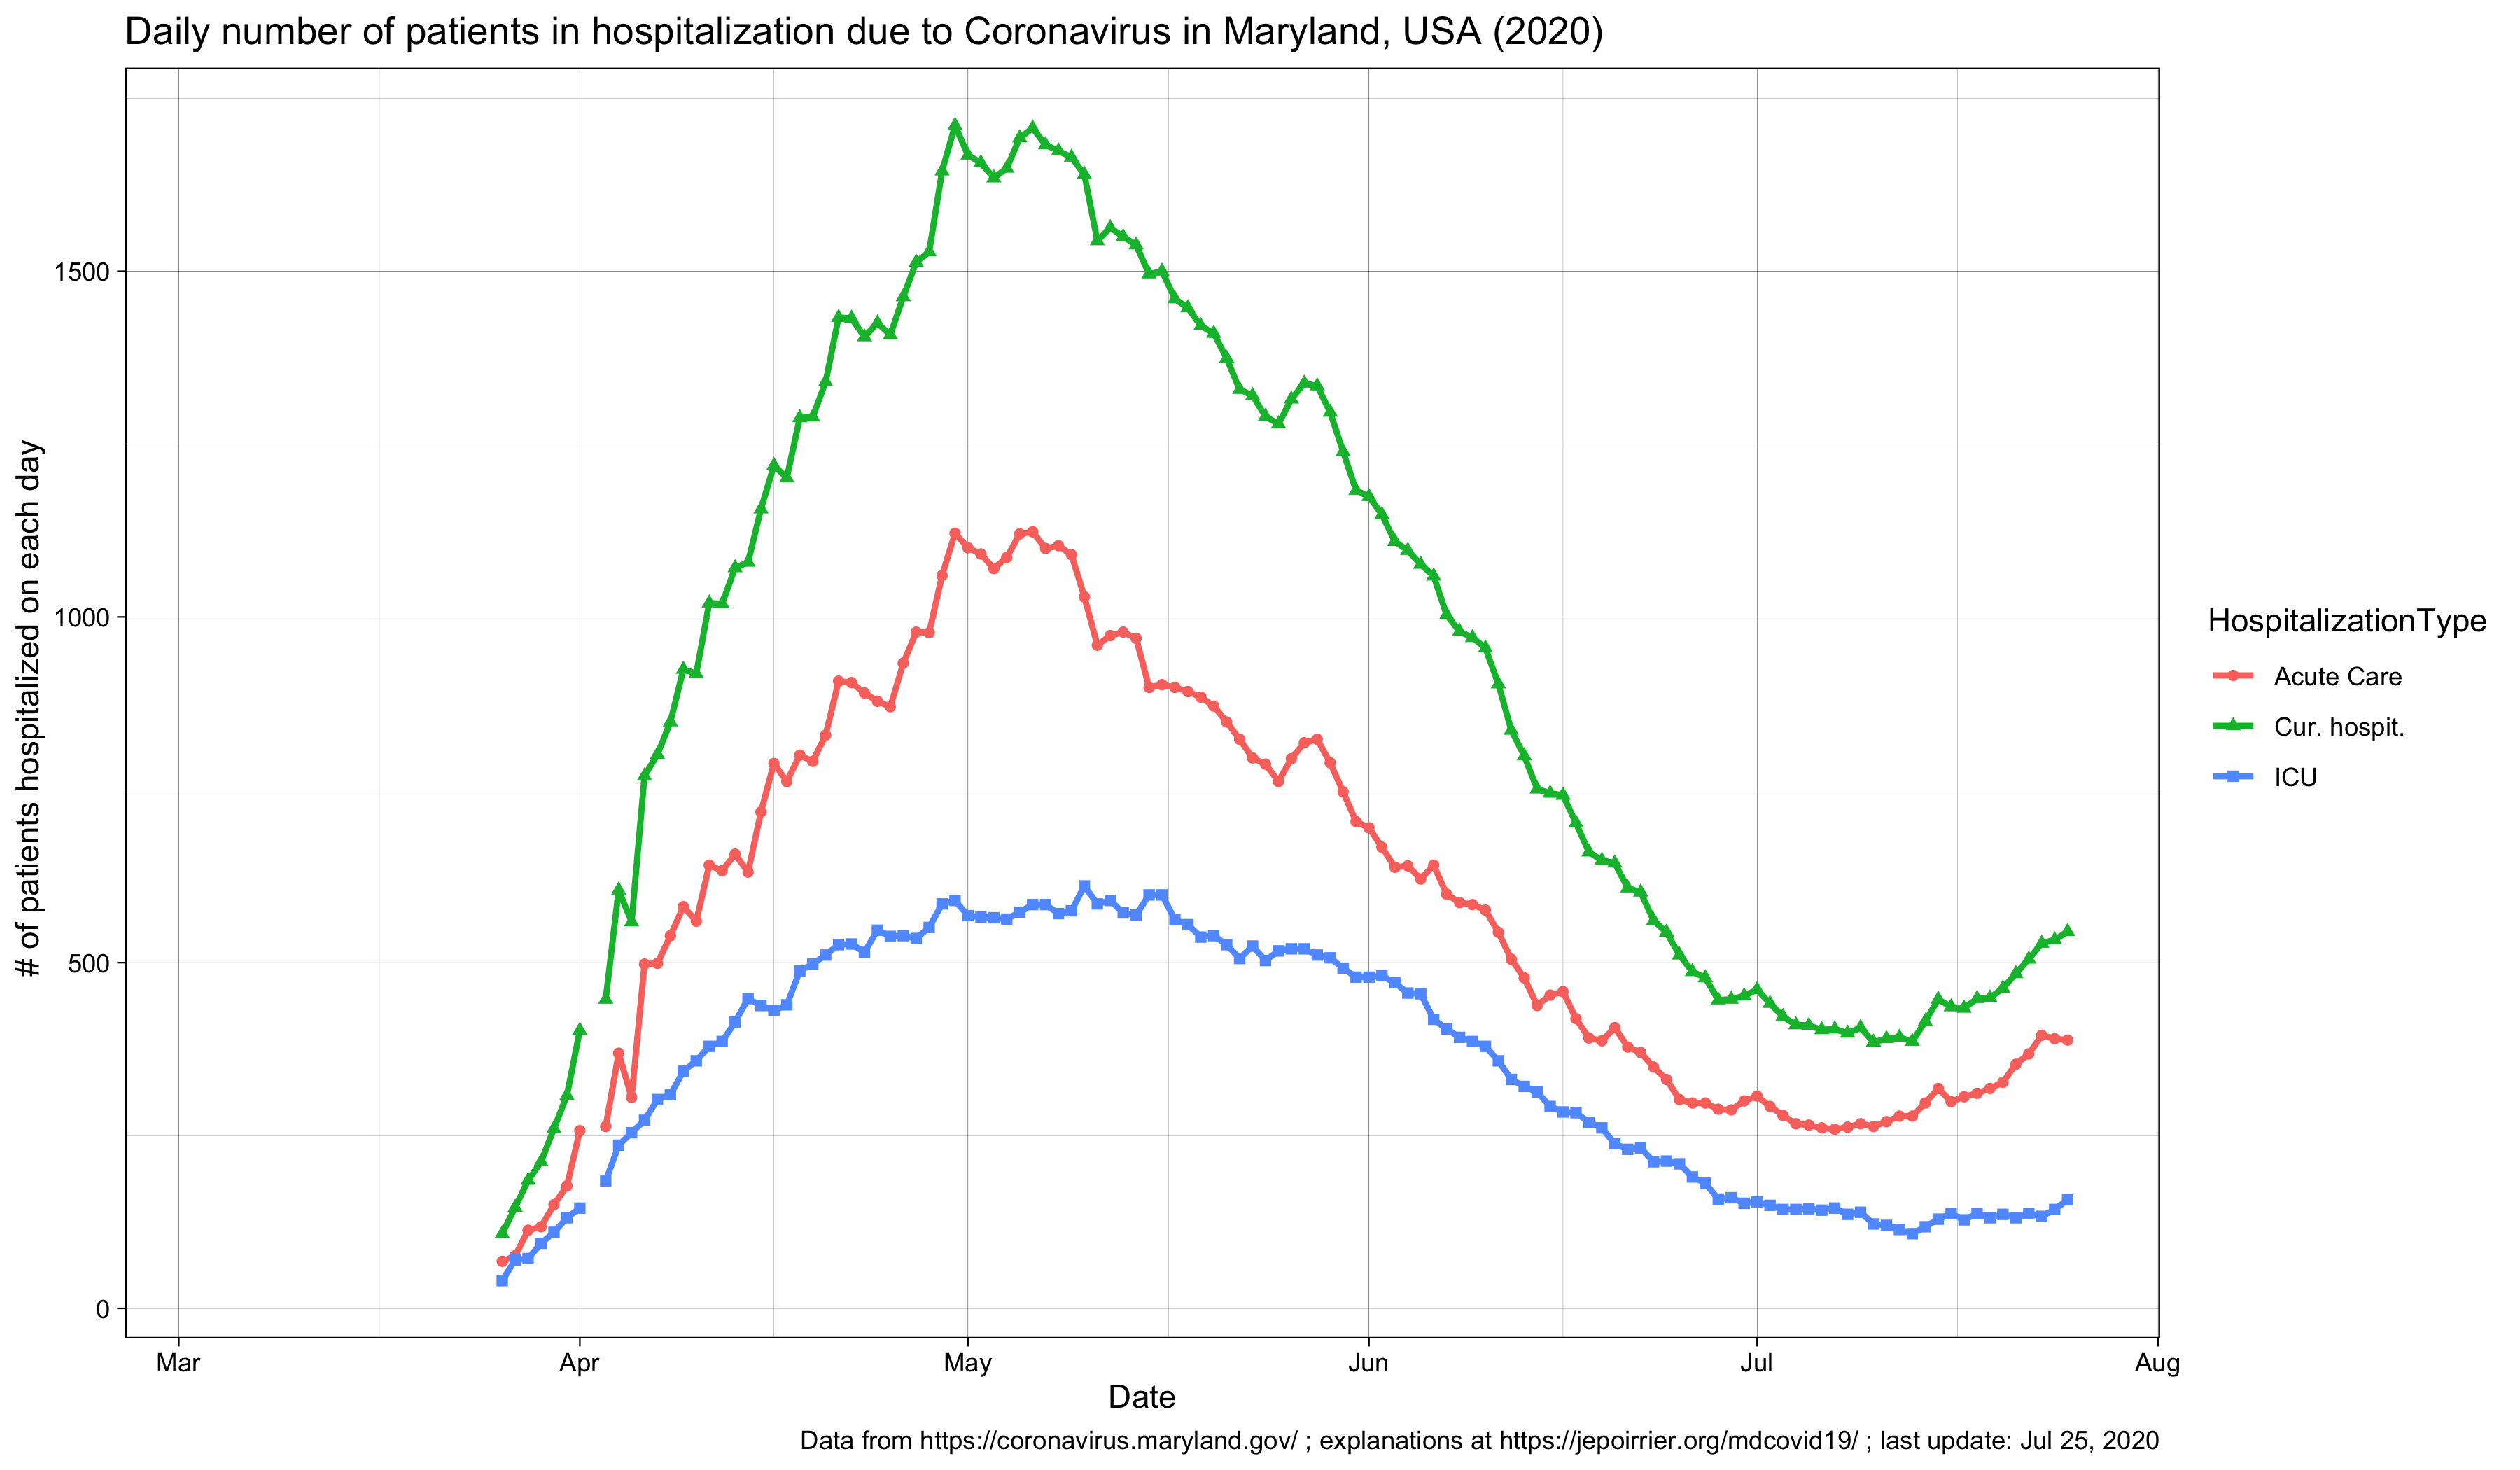 Daily number of patients in hospitalization due to Coronavirus in Maryland, USA (2020)
# of patients hospitalized on each day
1500
1000
500
0
Mar
Apr
May
Jun
Jul
Aug
Date
HospitalizationType
Acute Care
Cur. hospit.
ICU
Data from https://coronavirus.maryland.gov/ ; explanations at https://jepoirrier.org/mdcovid19/ ; last update: Jul 25, 2020